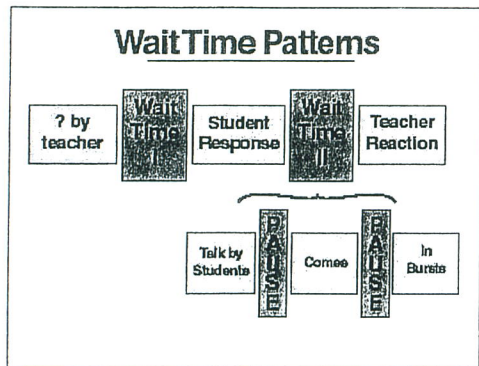 Wait Time Patterns
? by
teacher
Wait
Time
I
Student
Response
Wait
Time
II
Teacher
Reaction
Talk by
Students
PAUSE
Comes
PAUSE
In
Bursts